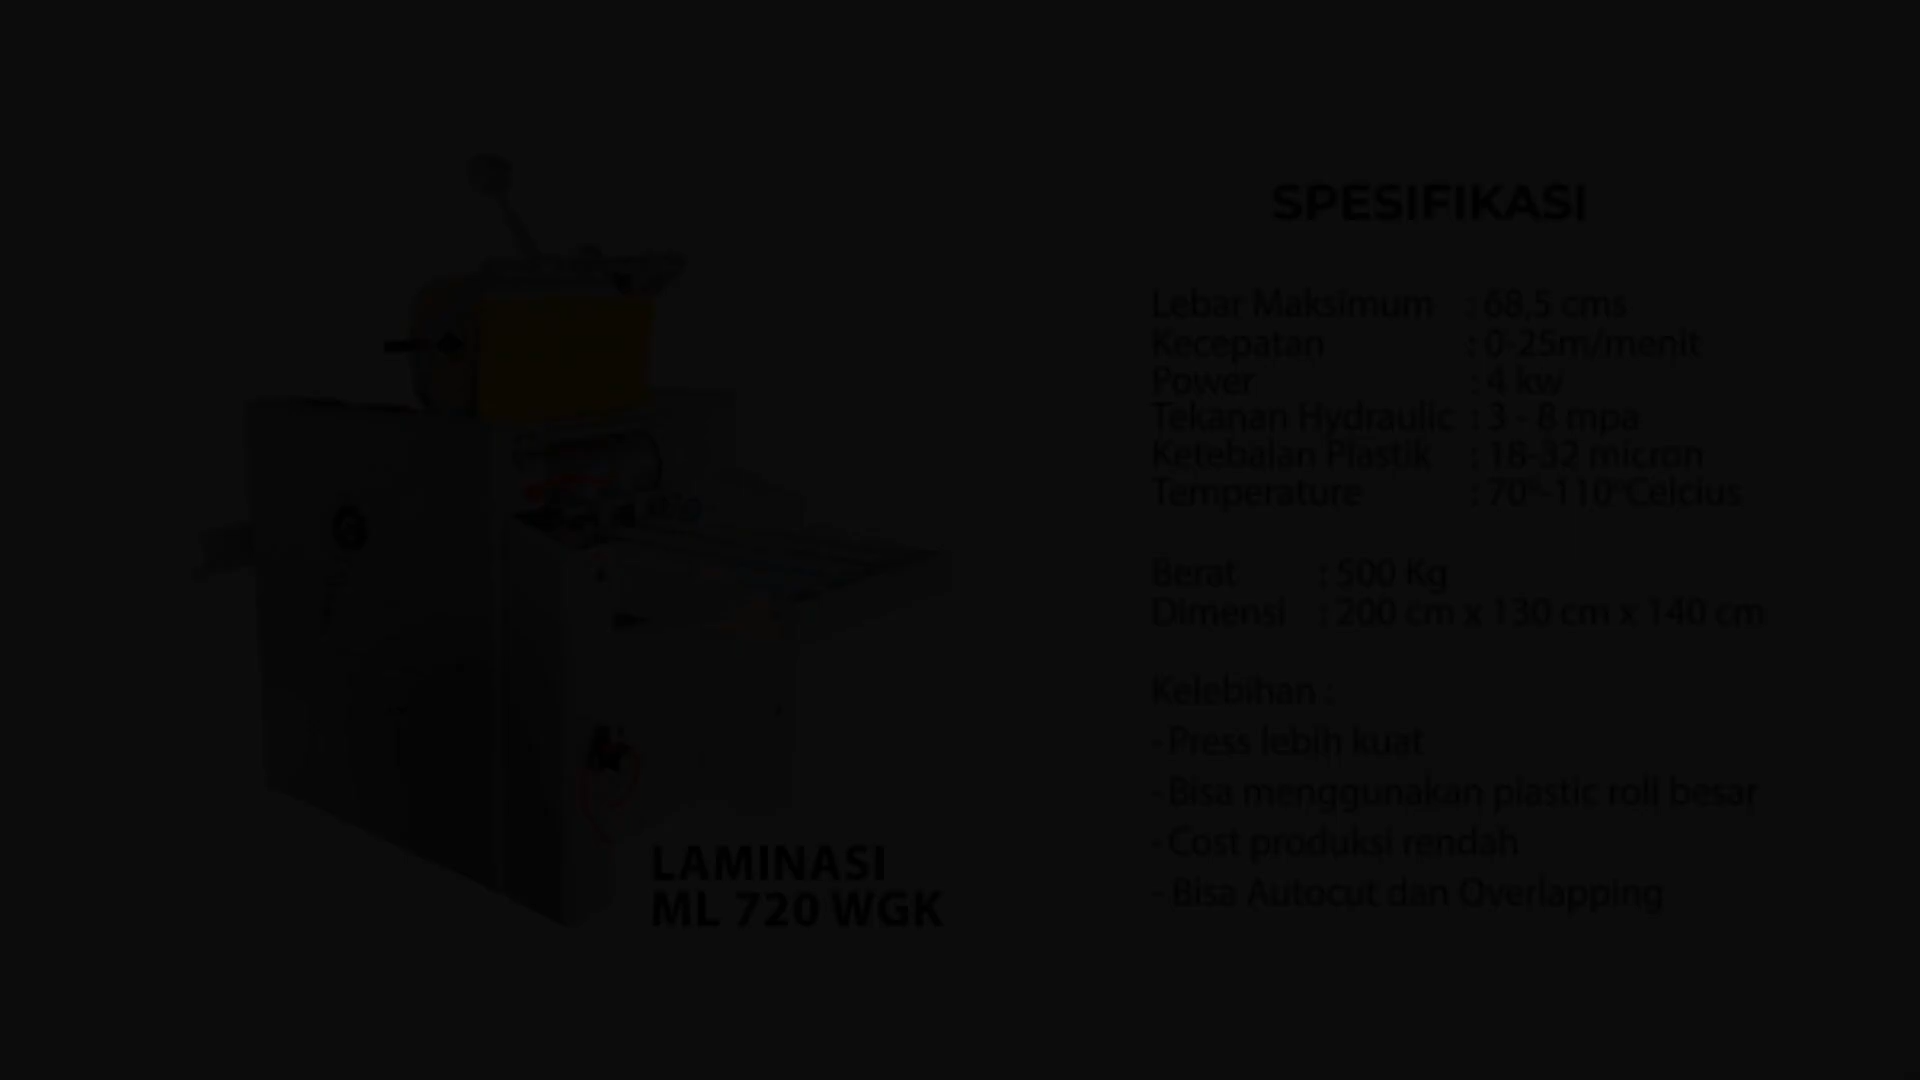 SPESIFIKASI
Lebar Maksimum : 68,5 cms
Kecepatan : 0-25m/menit
Power : 4 kw
Tekanan Hydraulic : 3 - 8 mpa
Ketebalan Plastik : 18-32 micron
Temperature : 70°-110°Celcius
Berat : 500 Kg
Dimensi : 200 cm x 130 cm x 140 cm
Kelebihan :
- Press lebih kuat
- Bisa menggunakan plastic roll besar
- Cost produksi rendah
- Bisa Autocut dan Overlapping
LAMINASI
ML 720 WGK